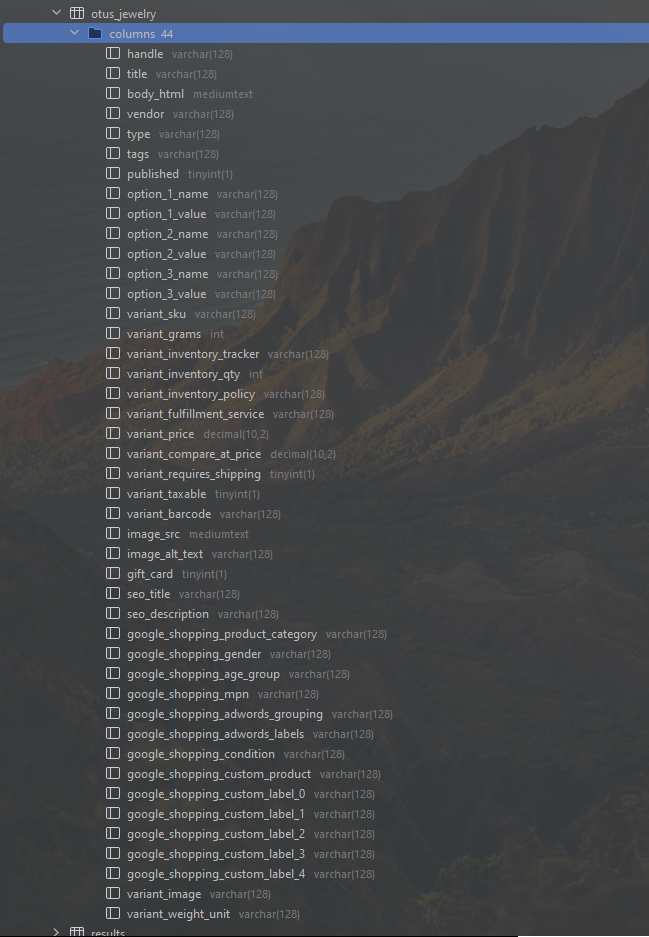 otus_jewelry
columns 44
handle varchar(128)
title varchar(128)
body_html mediumtext
vendor varchar(128)
type varchar(128)
tags varchar(128)
published tinyint(1)
option_1_name varchar(128)
option_1_value varchar(128)
option_2_name varchar(128)
option_2_value varchar(128)
option_3_name varchar(128)
option_3_value varchar(128)
variant_sku varchar(128)
variant_grams int
variant_inventory_tracker varchar(128)
variant_inventory_qty int
variant_inventory_policy varchar(128)
variant_fulfillment_service varchar(128)
variant_price decimal(10,2)
variant_compare_at_price decimal(10,2)
variant_requires_shipping tinyint(1)
variant_taxable tinyint(1)
variant_barcode varchar(128)
image_src mediumtext
image_alt_text varchar(128)
gift_card tinyint(1)
seo_title varchar(128)
seo_description varchar(128)
google_shopping_product_category varchar(128)
google_shopping_gender varchar(128)
google_shopping_age_group varchar(128)
google_shopping_mpn varchar(128)
google_shopping_adwords_grouping varchar(128)
google_shopping_adwords_labels varchar(128)
google_shopping_condition varchar(128)
google_shopping_custom_product varchar(128)
google_shopping_custom_label_0 varchar(128)
google_shopping_custom_label_1 varchar(128)
google_shopping_custom_label_2 varchar(128)
google_shopping_custom_label_3 varchar(128)
google_shopping_custom_label_4 varchar(128)
variant_image varchar(128)
variant_weight_unit varchar(128)
results